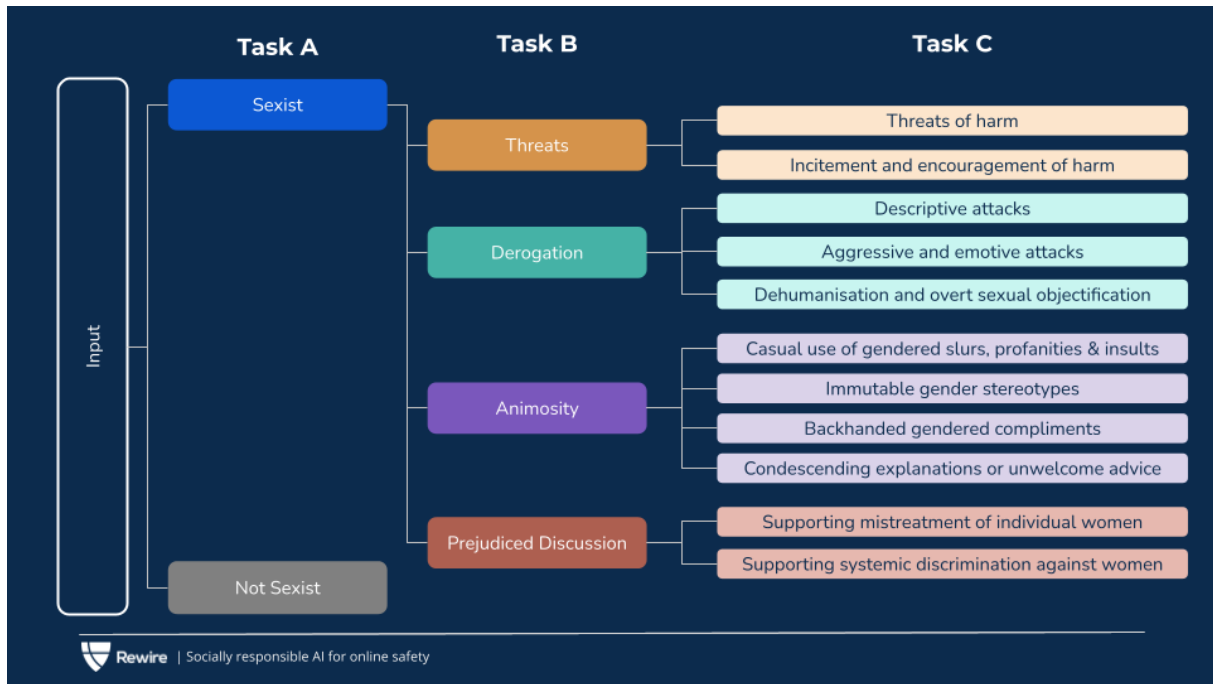 Task A
Task B
Task C
Input
Sexist
Not Sexist
Threats
Derogation
Animosity
Prejudiced Discussion
Threats of harm
Incitement and encouragement of harm
Descriptive attacks
Aggressive and emotive attacks
Dehumanisation and overt sexual objectification
Casual use of gendered slurs, profanities & insults
Immutable gender stereotypes
Backhanded gendered compliments
Condescending explanations or unwelcome advice
Supporting mistreatment of individual women
Supporting systemic discrimination against women
Rewire | Socially responsible AI for online safety